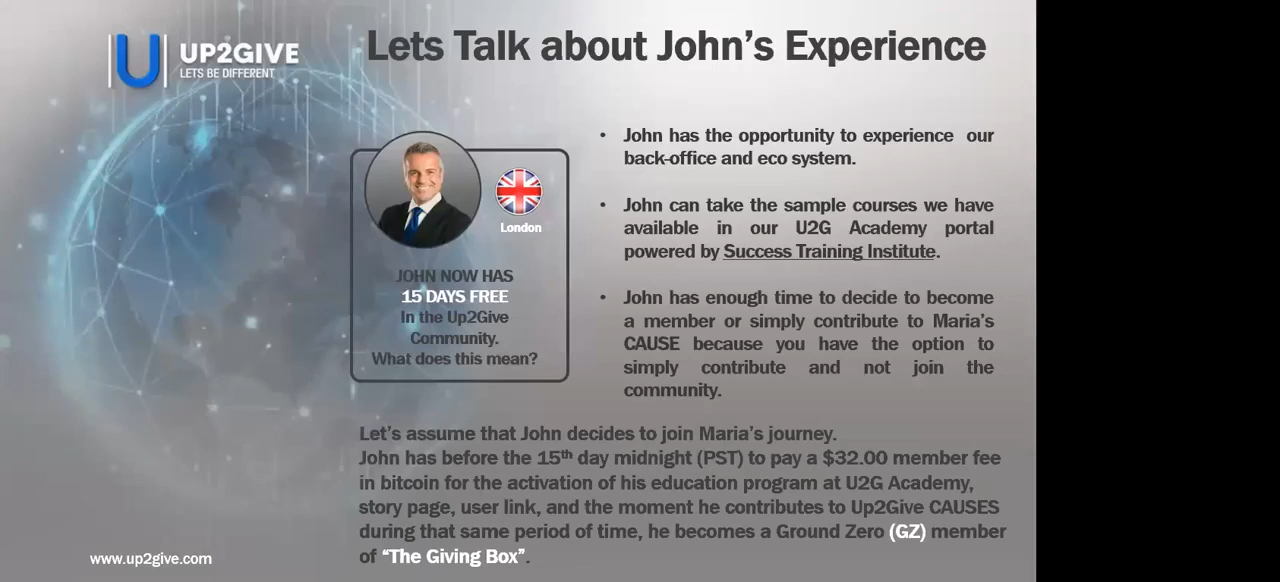 UP2GIVE
LETS BE DIFFERENT
Lets Talk about John's Experience
London
JOHN NOW HAS
15 DAYS FREE
In the Up2Give
Community.
What does this mean?
• John has the opportunity to experience our
back-office and eco system.
• John can take the sample courses we have
available in our U2G Academy portal
powered by Success Training Institute.
• John has enough time to decide to become
a member or simply contribute to Maria's
CAUSE because you have the option to
simply contribute and not join the
community.
Let's assume that John decides to join Maria's journey.
John has before the 15th day midnight (PST) to pay a $32.00 member fee
in bitcoin for the activation of his education program at U2G Academy,
story page, user link, and the moment he contributes to Up2Give CAUSES
during that same period of time, he becomes a Ground Zero (GZ) member
of “The Giving Box”.
www.up2give.com